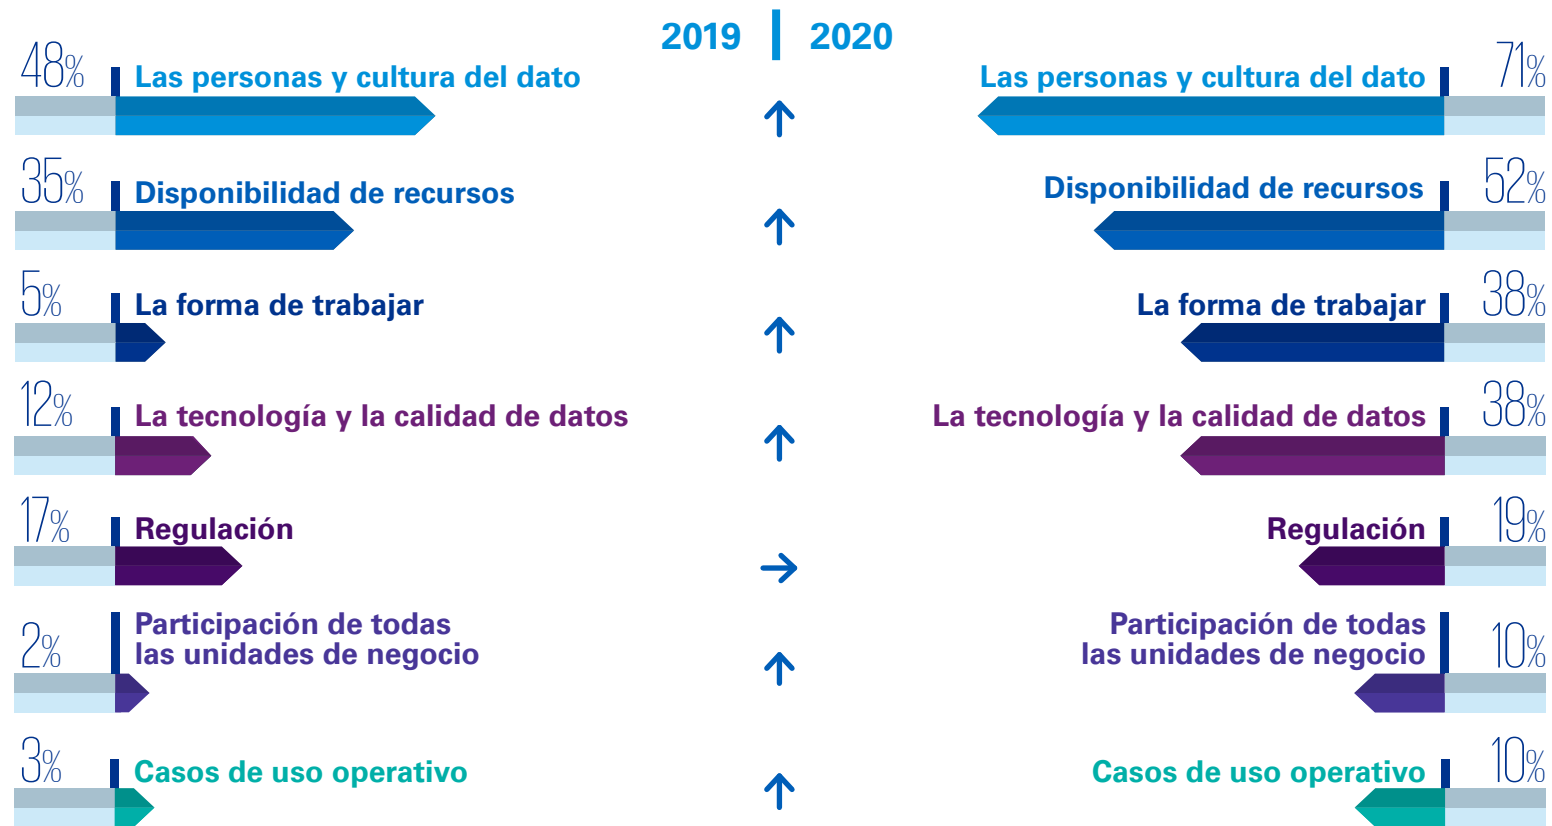 2019 2020
48% Las personas y cultura del dato
Las personas y cultura del dato 71%
35% Disponibilidad de recursos
Disponibilidad de recursos 52%
5% La forma de trabajar
La forma de trabajar 38%
12% La tecnología y la calidad de datos
La tecnología y la calidad de datos 38%
17% Regulación
Regulación 19%
2% Participación de todas
las unidades de negocio
Participación de todas
las unidades de negocio 10%
3% Casos de uso operativo
Casos de uso operativo 10%